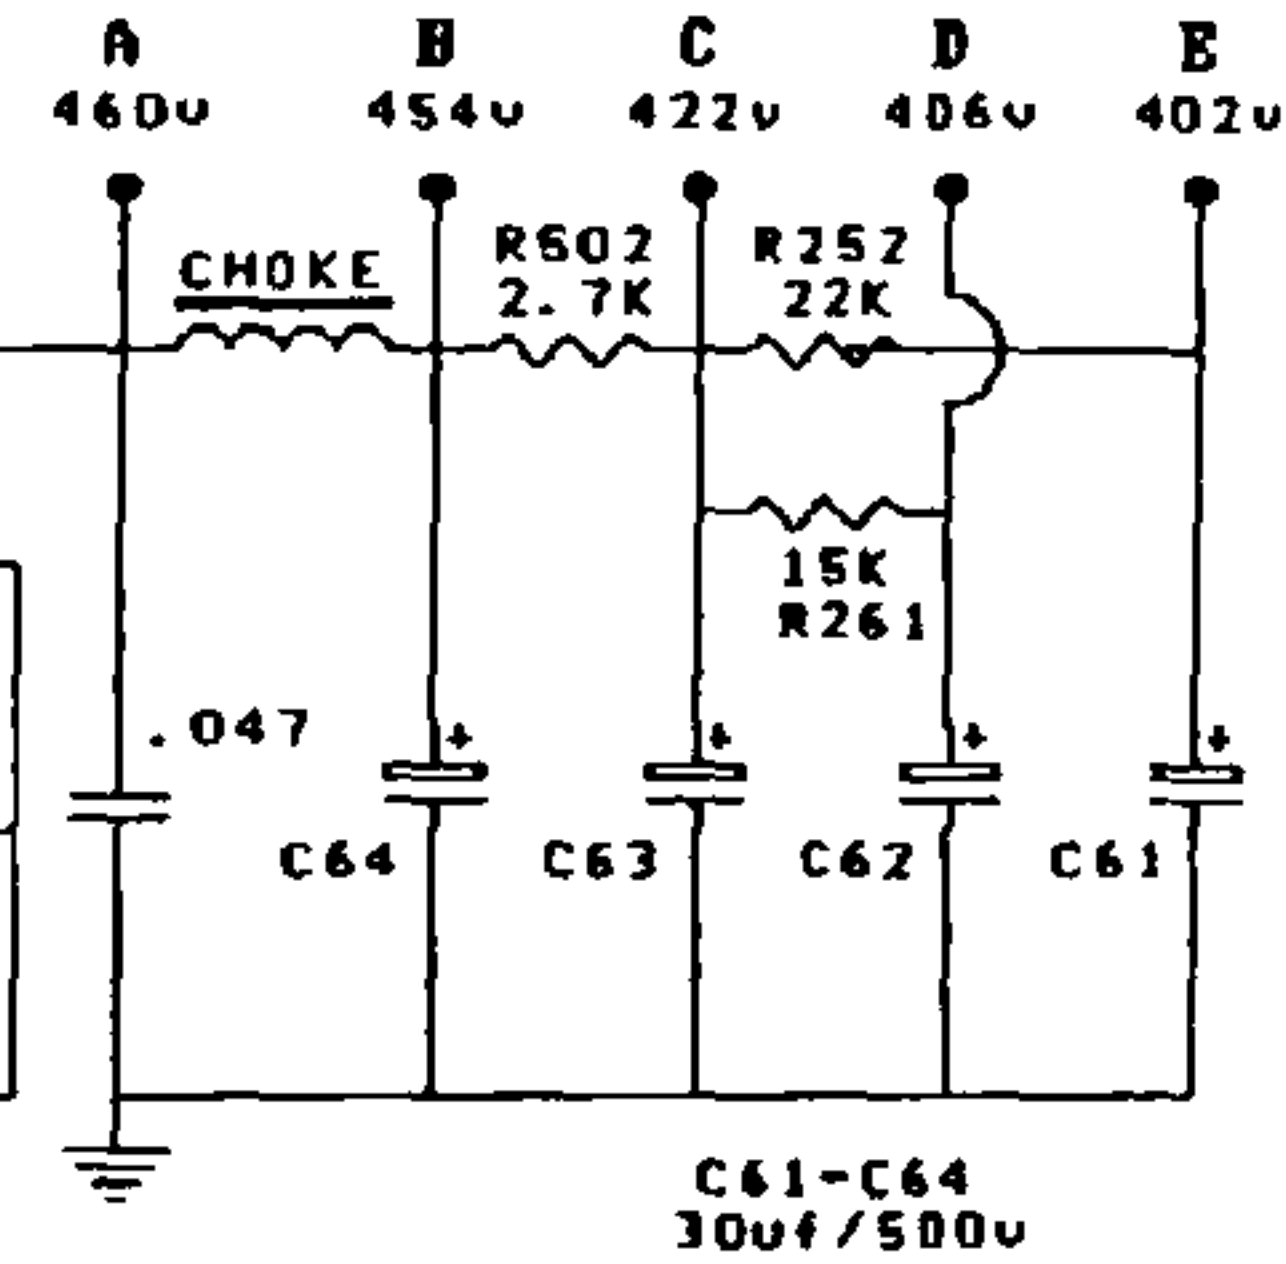 A B C D E
460v 454v 422v 406v 402v
CHOKE R502 R252
2.7K 22K
15K
R261
.047
+ + + +
C64 C63 C62 C61
C61-C64
30uf/500v